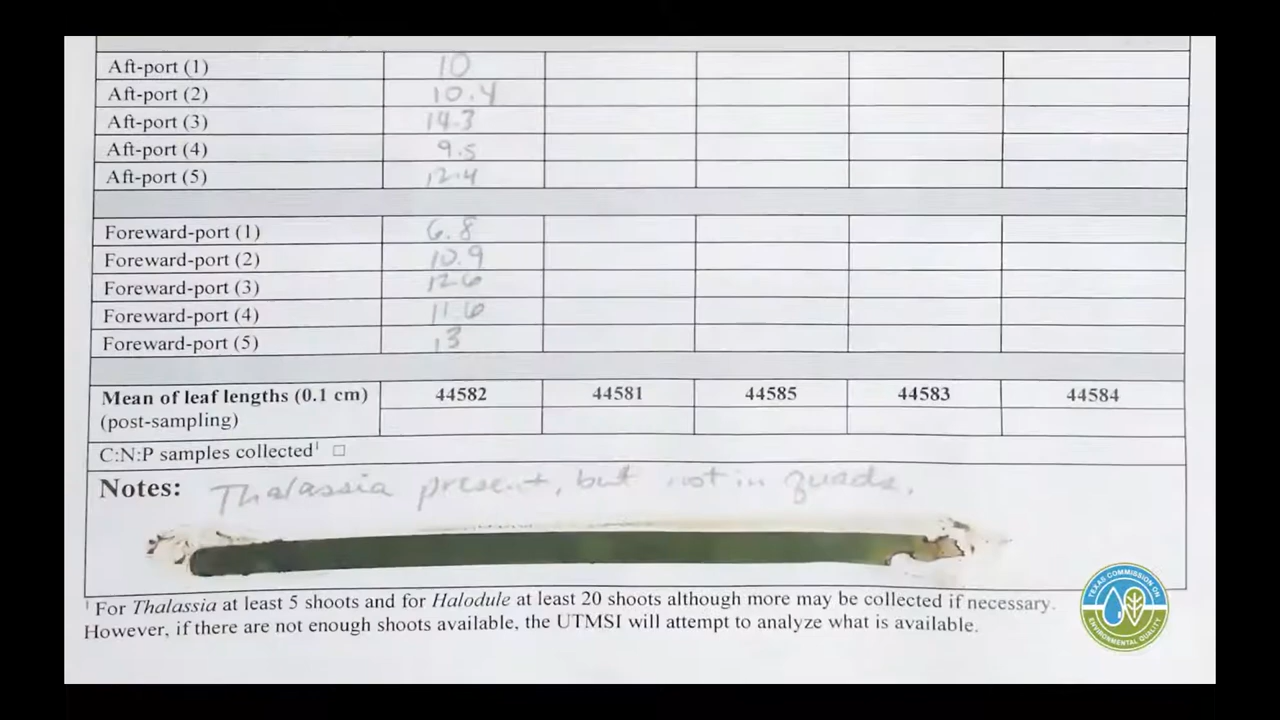 Aft-port (1) 10
Aft-port (2) 10.4
Aft-port (3) 14.3
Aft-port (4) 9.5
Aft-port (5) 12.4
Foreward-port (1) 6.8
Foreward-port (2) 10.9
Foreward-port (3) 12.6
Foreward-port (4) 11.6
Foreward-port (5) 13
Mean of leaf lengths (0.1 cm) 44582 44581 44585 44583 44584
(post-sampling)
C:N:P samples collected¹ ☐
Notes: Thalassia present, but not in quads.
¹ For Thalassia at least 5 shoots and for Halodule at least 20 shoots although more may be collected if necessary.
However, if there are not enough shoots available, the UTMSI will attempt to analyze what is available.
TEXAS COMMISSION ON
ENVIRONMENTAL QUALITY